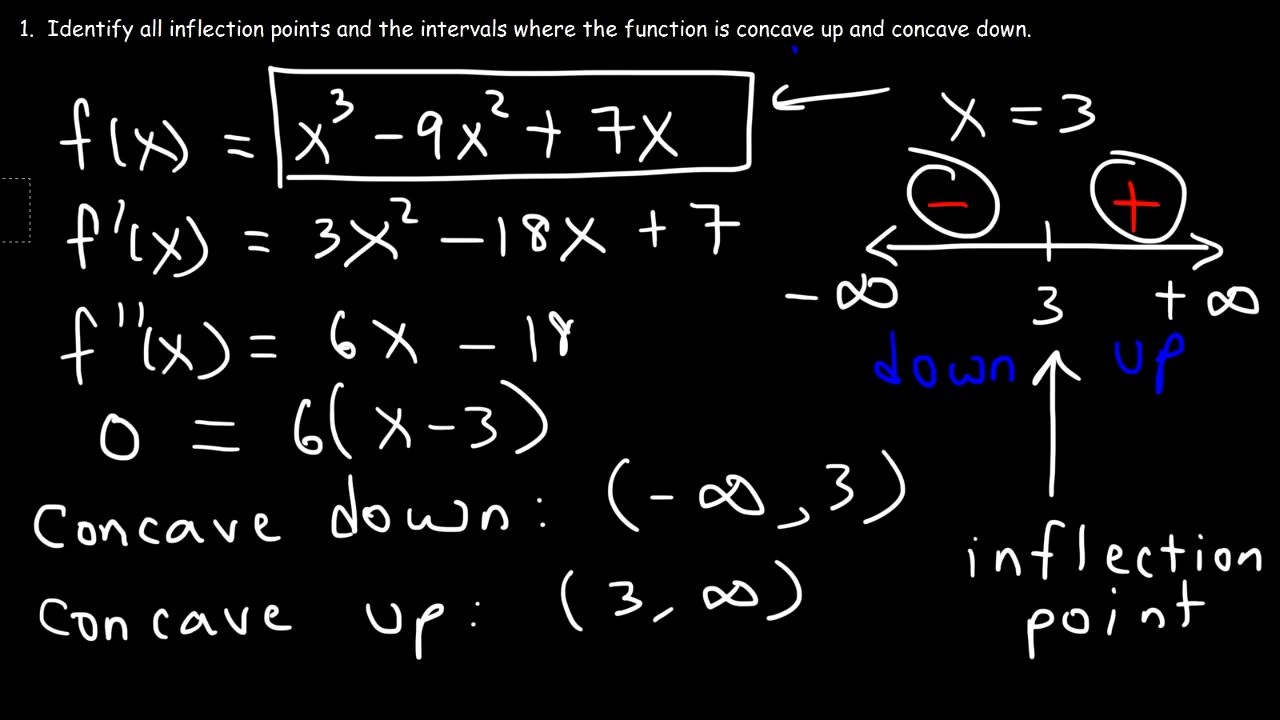 1. Identify all inflection points and the intervals where the function is concave up and concave down.
f(x) = x³ - 9x² + 7x
x = 3
- +
f'(x) = 3x² - 18x + 7
-∞ 3 +∞
down up
f''(x) = 6x - 18
0 = 6(x-3)
Concave down: (-∞, 3)
Concave up: (3, ∞)
inflection
point